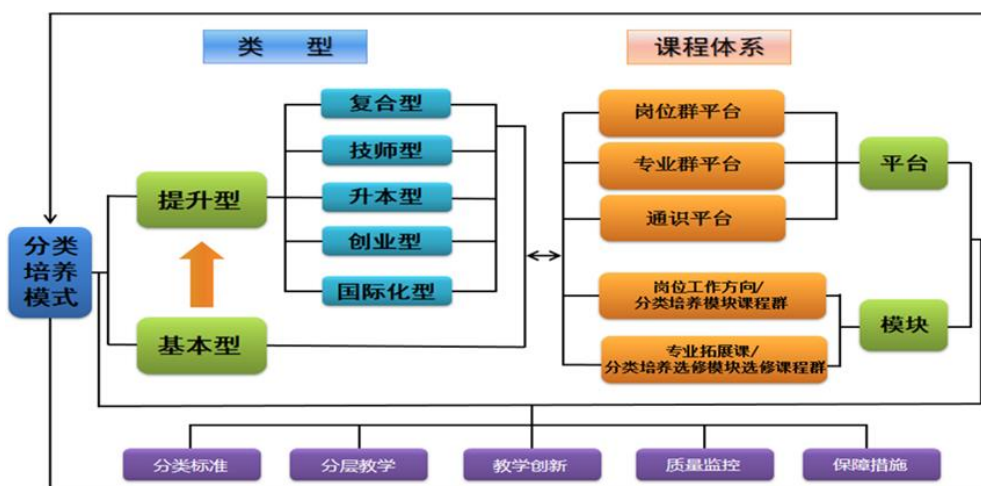 类 型
课程体系
复合型
技师型
升本型
创业型
国际化型
提升型
基本型
分类
培养
模式
岗位群平台
专业群平台
通识平台
岗位工作方向/
分类培养模块课程群
专业拓展课/
分类培养选修模块选修课程群
平台
模块
分类标准
分层教学
教学创新
质量监控
保障措施